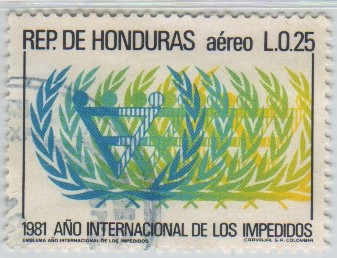 REP. DE HONDURAS aéreo L.0.25
1981 AÑO INTERNACIONAL DE LOS IMPEDIDOS
EMBLEMA AÑO INTERNACIONAL DE LOS IMPEDIDOS CARVAJAL S.A. COLOMBIA